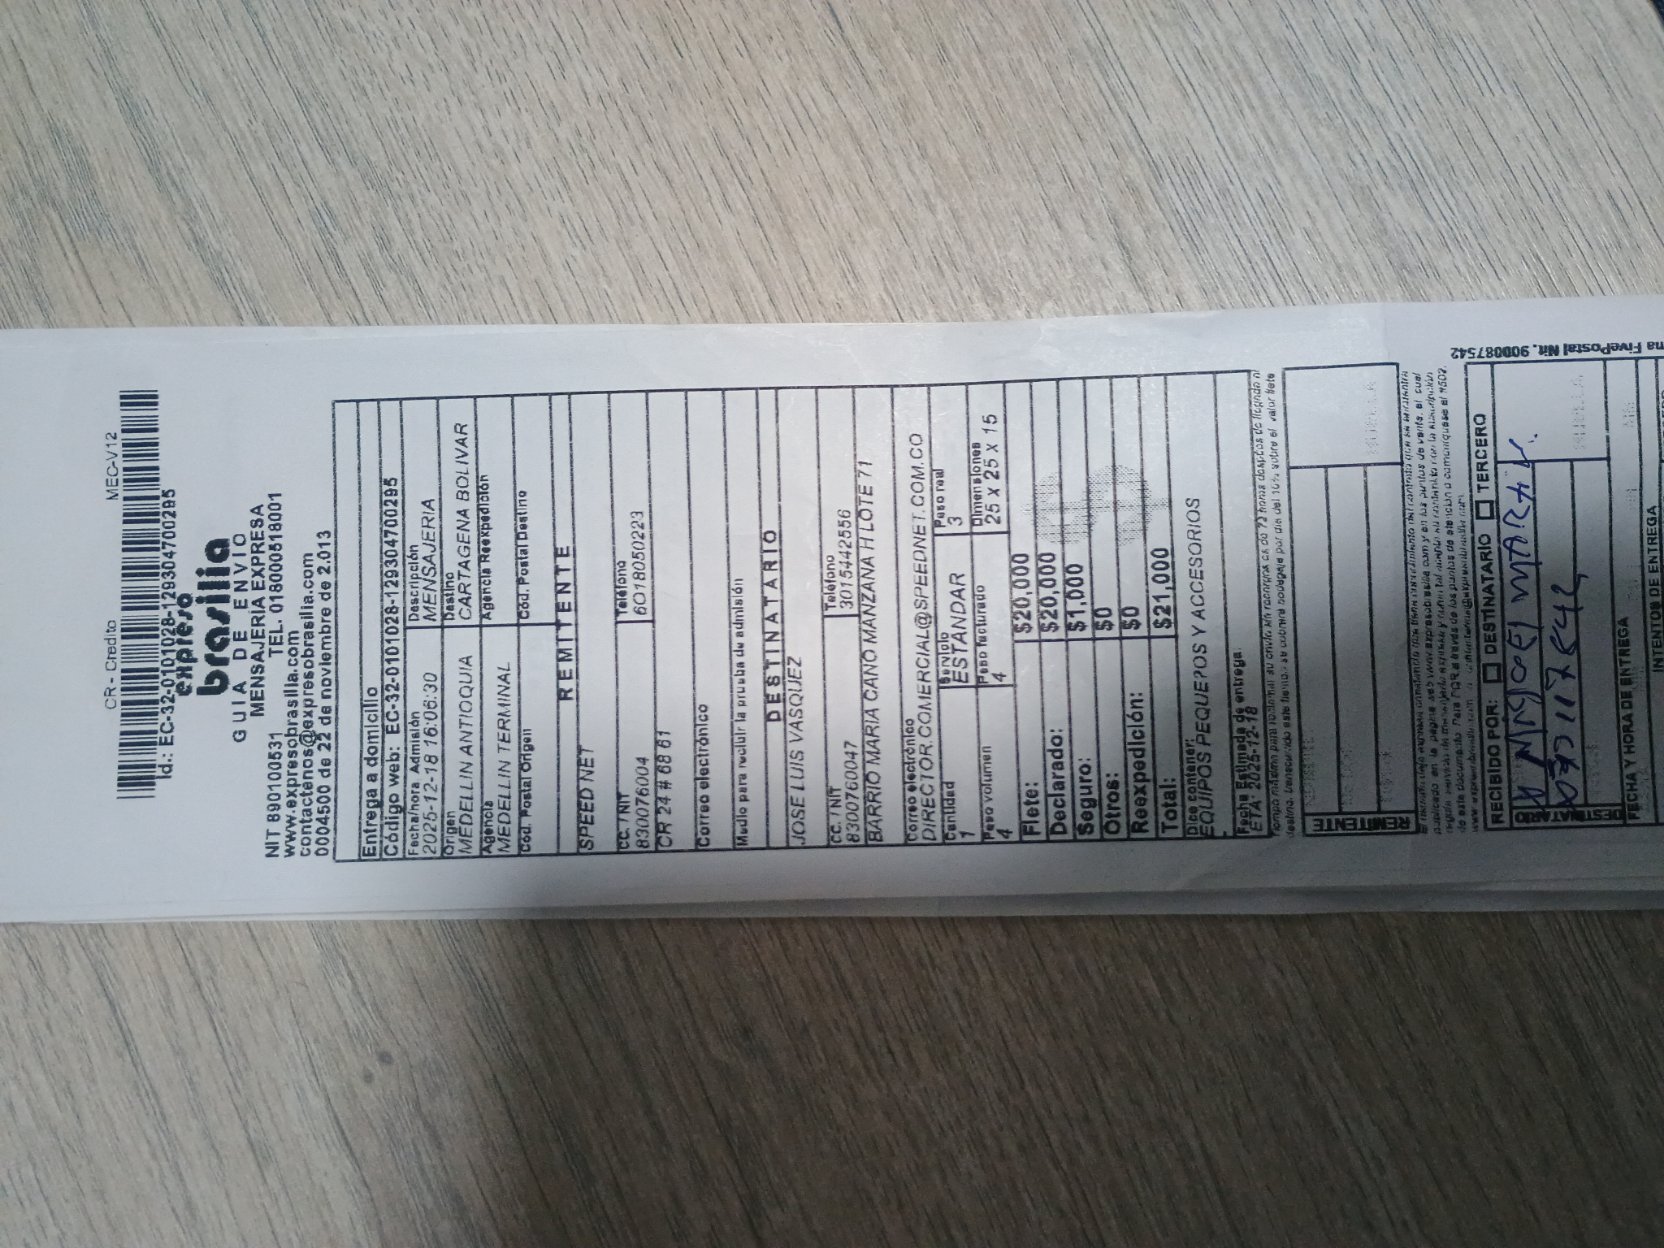 CR- Credito MEC-V12
Id.: EC-32-0101028-129304700295
expreso
brasilia
GUIA DE ENVIO
MENSAJERIA EXPRESA
NIT 890100531 TEL. 018000518001
www.expresobrasilia.com
contactenos@expresobrasilia.com
0004500 de 22 de noviembre de 2.013
Entrega a domicilio
Código web: EC-32-0101028-129304700295
Fecha/hora Admisión Descripción
2025-12-18 16:06:30 MENSAJERIA
Origen Destino
MEDELLIN ANTIOQUIA CARTAGENA BOLIVAR
Agencia Agencia Reexpedición
MEDELLIN TERMINAL
Cód. Postal Origen Cód. Postal Destino
REMITENTE
SPEED NET
CC. / NIT Teléfono
830076004 6018050223
CR 24 # 68 61
Correo electrónico
Medio para recibir la prueba de admisión
DESTINATARIO
JOSE LUIS VASQUEZ
CC. / NIT Teléfono
8300760047 3015442556
BARRIO MARIA CANO MANZANA H LOTE 71
Correo electrónico
DIRECTOR.COMERCIAL@SPEEDNET.COM.CO
Cantidad Servicio Peso real
1 ESTANDAR 3
Peso volumen Peso facturado Dimensiones
4 4 25 x 25 x 15
Flete: $20,000
Declarado: $20,000
Seguro: $1,000
Otros: $0
Reexpedición: $0
Total: $21,000
Dice contener:
EQUIPOS PEQUEPOS Y ACCESORIOS
Fecha Estimada de entrega:
ETA: 2025-12-18
REMITENTE
FivePostal Nit. 900087542
RECIBIDO POR: DESTINATARIO TERCERO
DESTINATARIO
FECHA Y HORA DE ENTREGA
INTENTOS DE ENTREGA